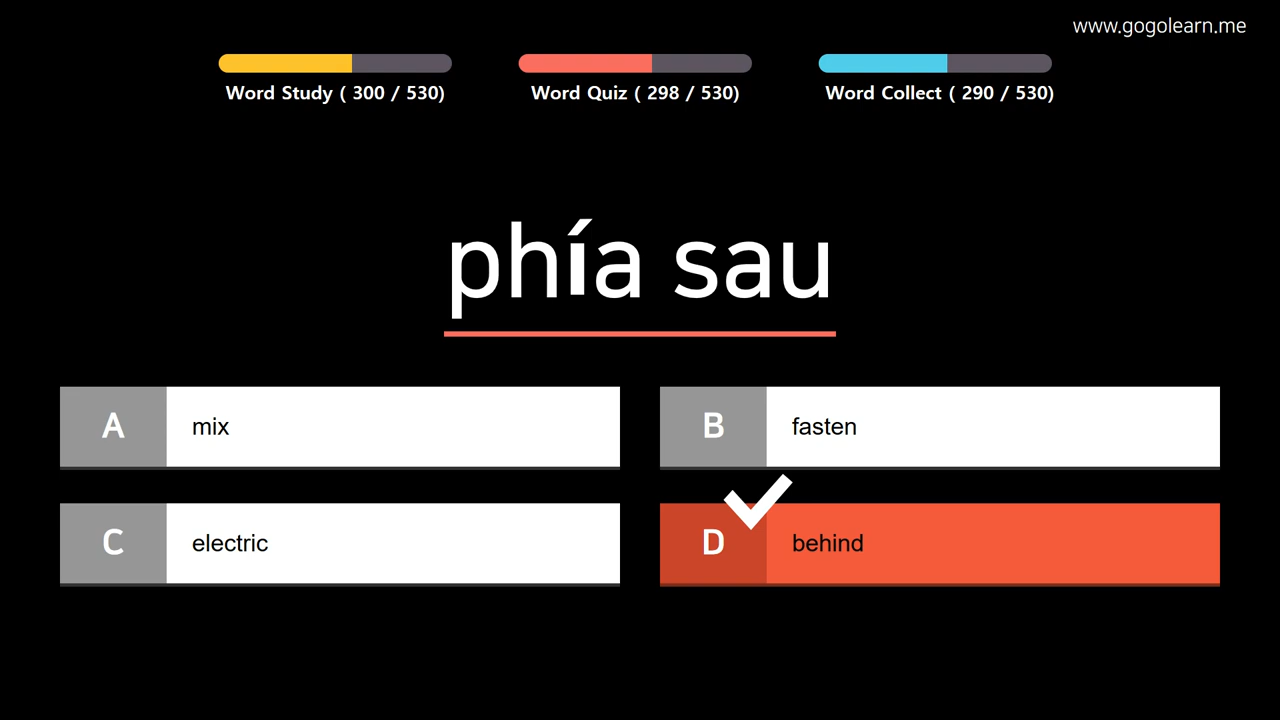 www.gogolearn.me
Word Study ( 300 / 530)
Word Quiz ( 298 / 530)
Word Collect ( 290 / 530)
phía sau
A mix
B fasten
C electric
D behind